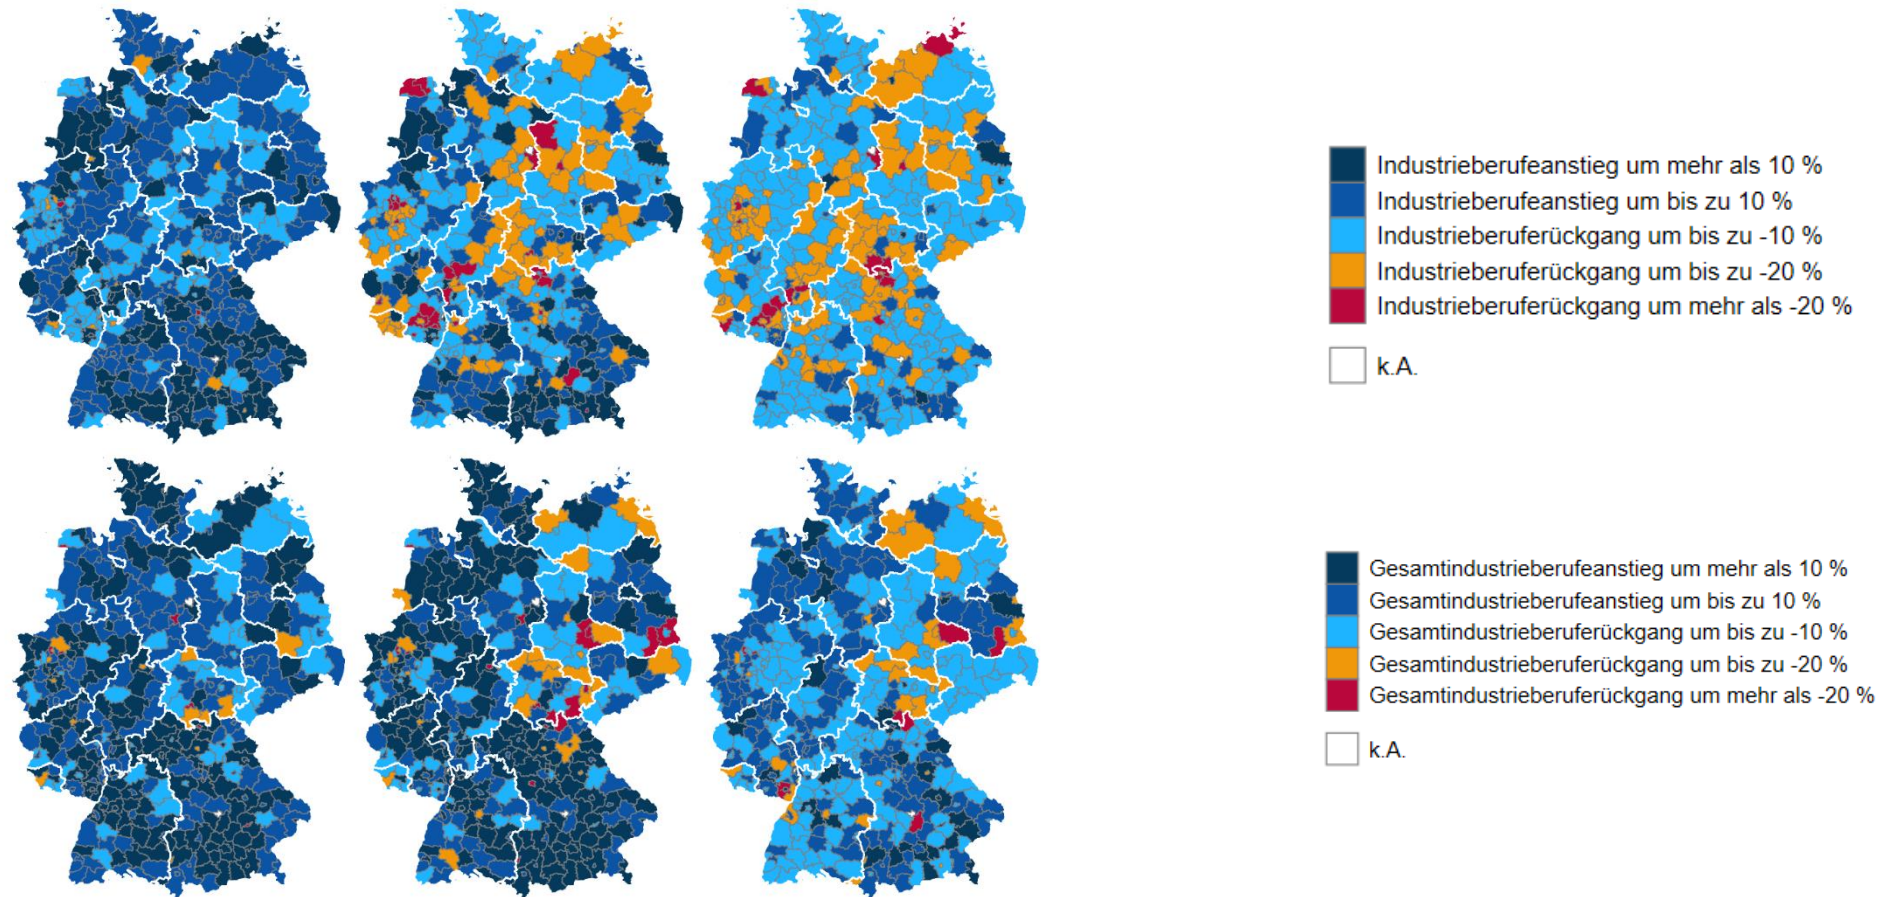 Industrieberufeanstieg um mehr als 10 %
Industrieberufeanstieg um bis zu 10 %
Industrieberuferückgang um bis zu -10 %
Industrieberuferückgang um bis zu -20 %
Industrieberuferückgang um mehr als -20 %
k.A.
Gesamtindustrieberufeanstieg um mehr als 10 %
Gesamtindustrieberufeanstieg um bis zu 10 %
Gesamtindustrieberuferückgang um bis zu -10 %
Gesamtindustrieberuferückgang um bis zu -20 %
Gesamtindustrieberuferückgang um mehr als -20 %
k.A.